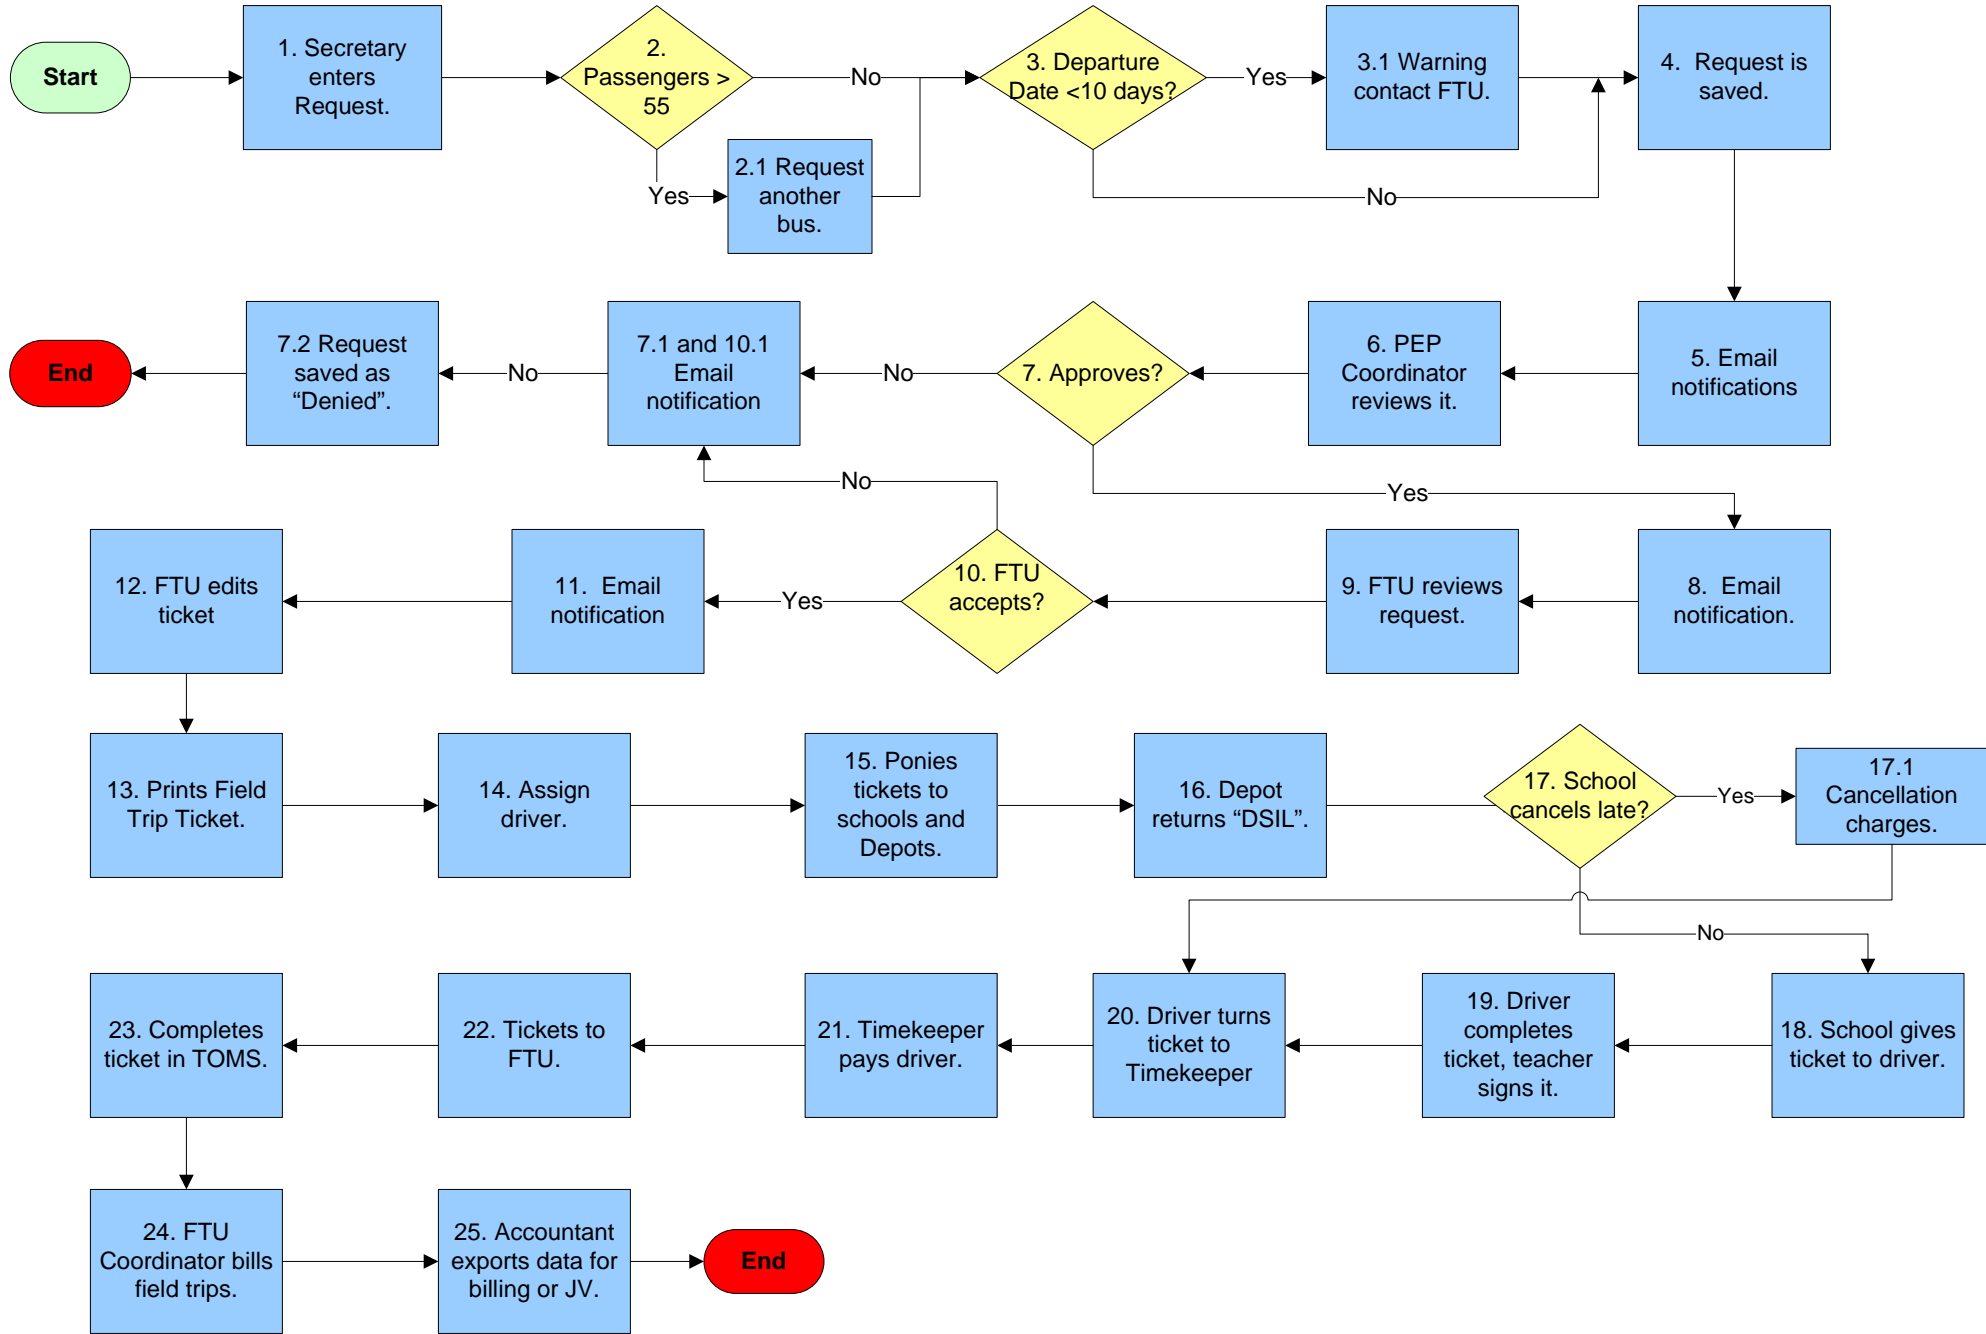 Start
1. Secretary
enters
Request.
2.
Passengers >
55
No
Yes
2.1 Request
another
bus.
3. Departure
Date <10 days?
Yes
No
3.1 Warning
contact FTU.
4.  Request is
saved.
5. Email
notifications
6. PEP
Coordinator
reviews it.
7. Approves?
No
Yes
7.1 and 10.1
Email
notification
No
7.2 Request
saved as
“Denied”.
End
8.  Email
notification.
9. FTU reviews
request.
10. FTU
accepts?
No
Yes
11.  Email
notification
12. FTU edits
ticket
13. Prints Field
Trip Ticket.
14. Assign
driver.
15. Ponies
tickets to
schools and
Depots.
16. Depot
returns “DSIL”.
17. School
cancels late?
Yes
No
17.1
Cancellation
charges.
18. School gives
ticket to driver.
19. Driver
completes
ticket, teacher
signs it.
20. Driver turns
ticket to
Timekeeper
21. Timekeeper
pays driver.
22. Tickets to
FTU.
23. Completes
ticket in TOMS.
24. FTU
Coordinator bills
field trips.
25. Accountant
exports data for
billing or JV.
End